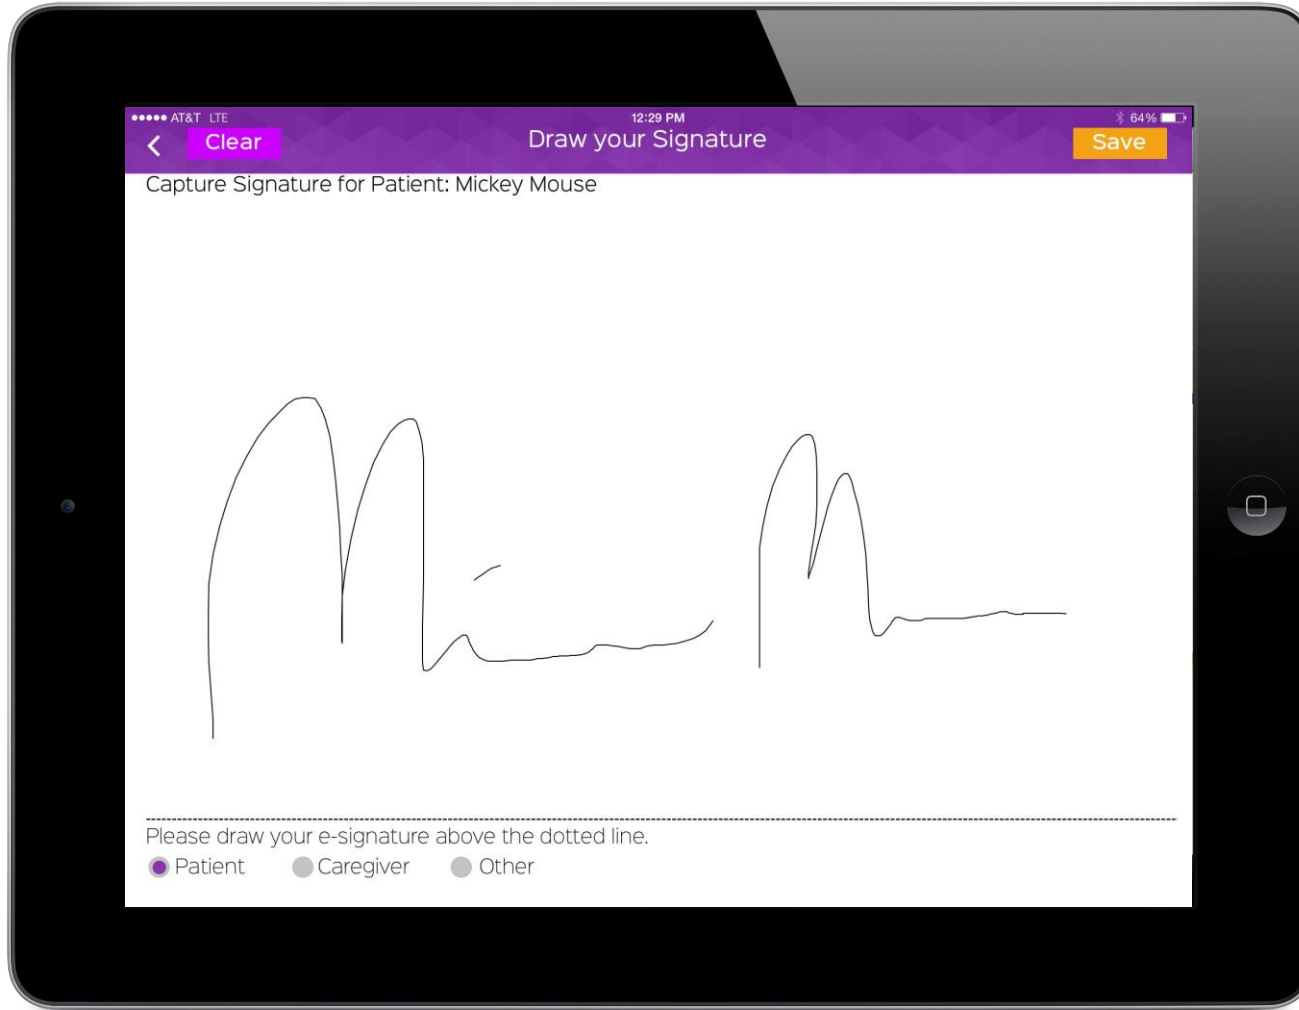 AT&T LTE 12:29 PM 64%
Clear Draw your Signature Save
Capture Signature for Patient: Mickey Mouse
Please draw your e-signature above the dotted line.
Patient Caregiver Other